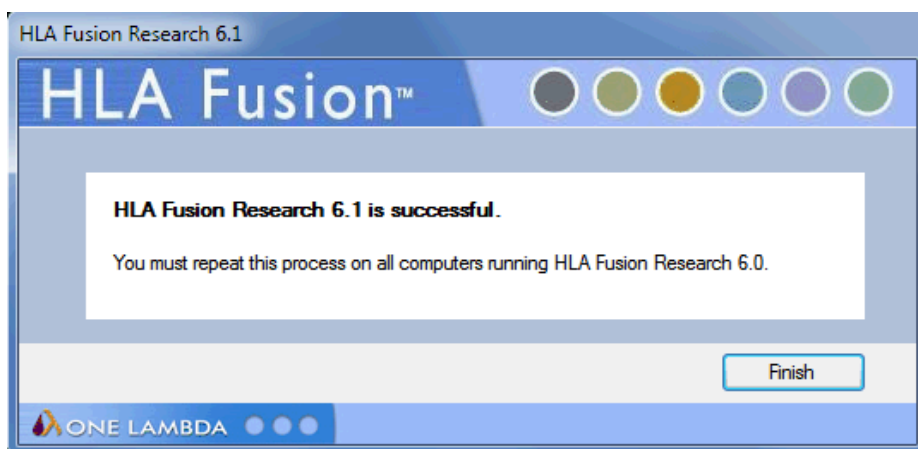 HLA Fusion Research 6.1
HLA Fusion™
HLA Fusion Research 6.1 is successful.
You must repeat this process on all computers running HLA Fusion Research 6.0.
Finish
ONE LAMBDA